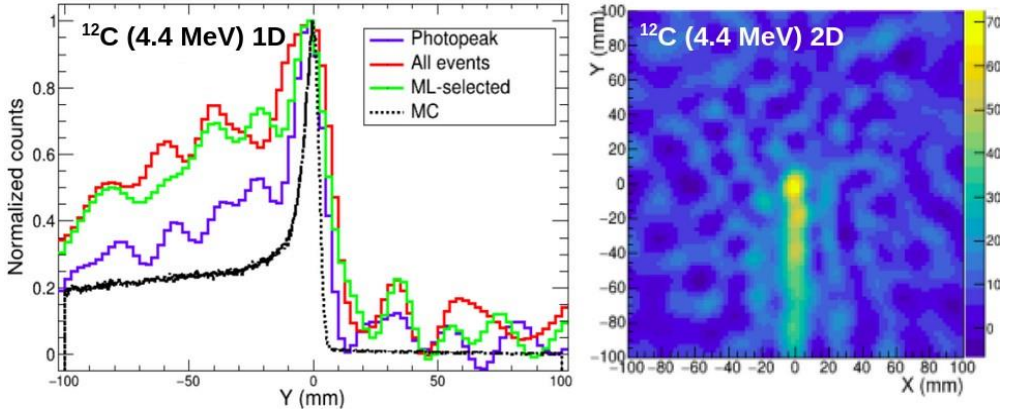 ¹²C (4.4 MeV) 1D
Photopeak
All events
ML-selected
MC
Normalized counts
1
0.8
0.6
0.4
0.2
0
−100 −50 0 50 100
Y (mm)
¹²C (4.4 MeV) 2D
Y (mm)
100
80
60
40
20
0
−20
−40
−60
−80
−100
−100 −80 −60 −40 −20 0 20 40 60 80 100
X (mm)
70
60
50
40
30
20
10
0